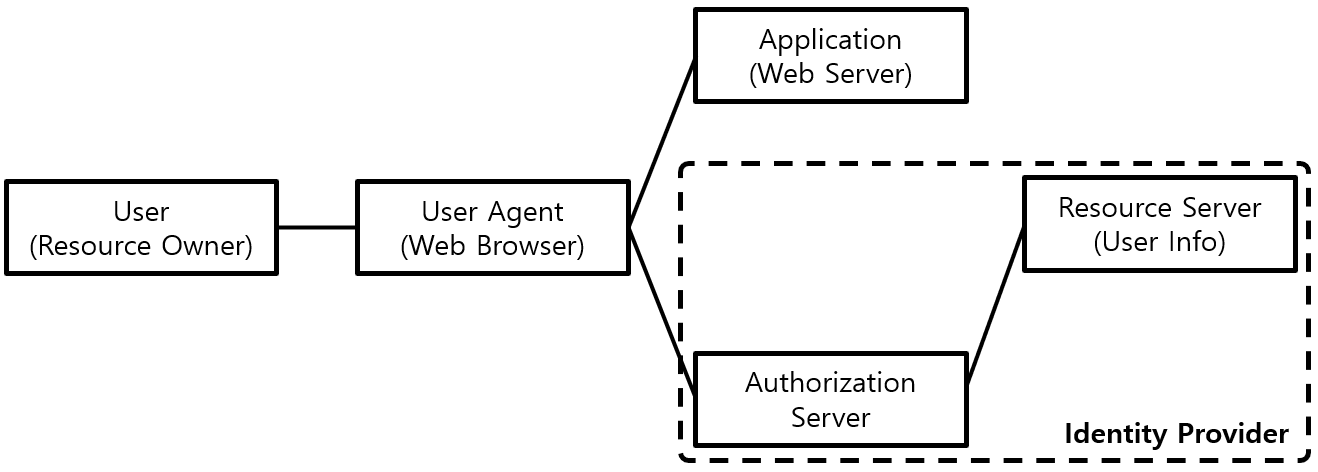 Application
(Web Server)
User
(Resource Owner)
User Agent
(Web Browser)
Resource Server
(User Info)
Authorization
Server
Identity Provider